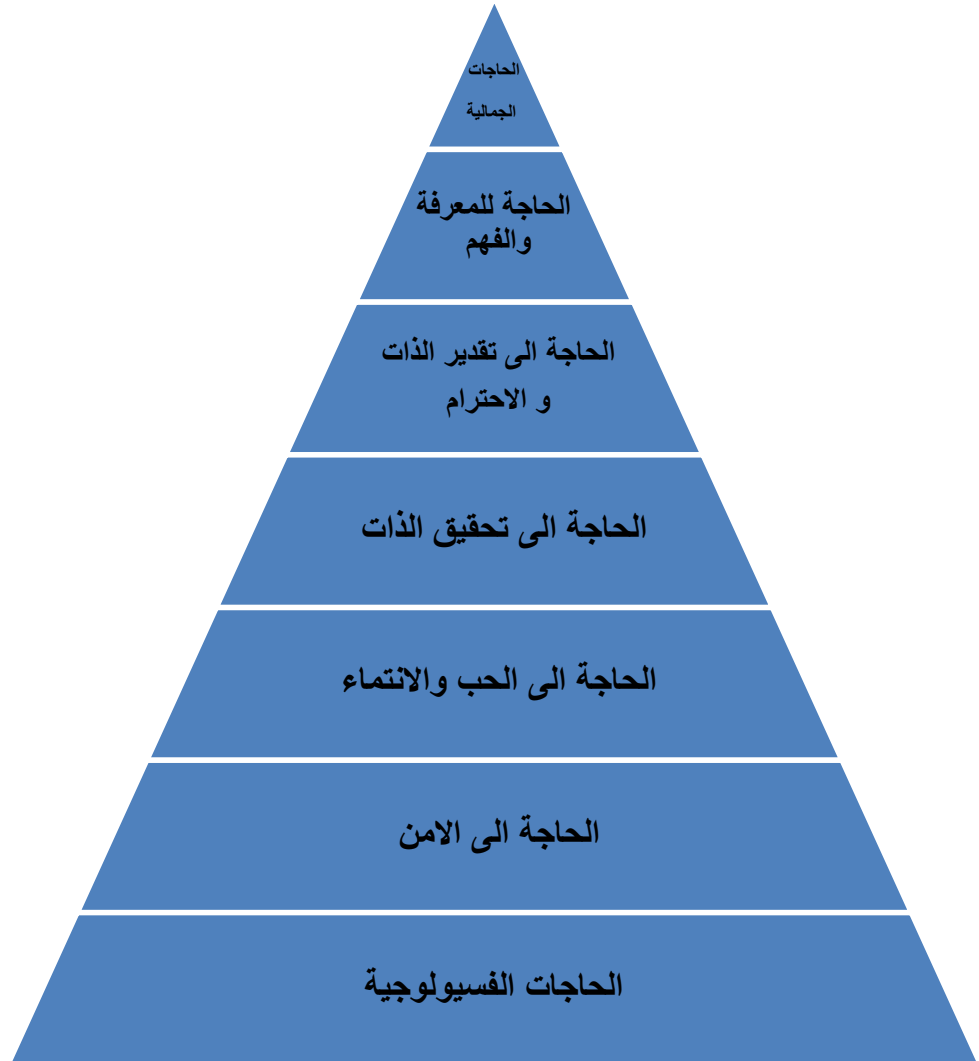 الحاجات
الجمالية
الحاجة للمعرفة
والفهم
الحاجة الى تقدير الذات
و الاحترام
الحاجة الى تحقيق الذات
الحاجة الى الحب والانتماء
الحاجة الى الامن
الحاجات الفسيولوجية